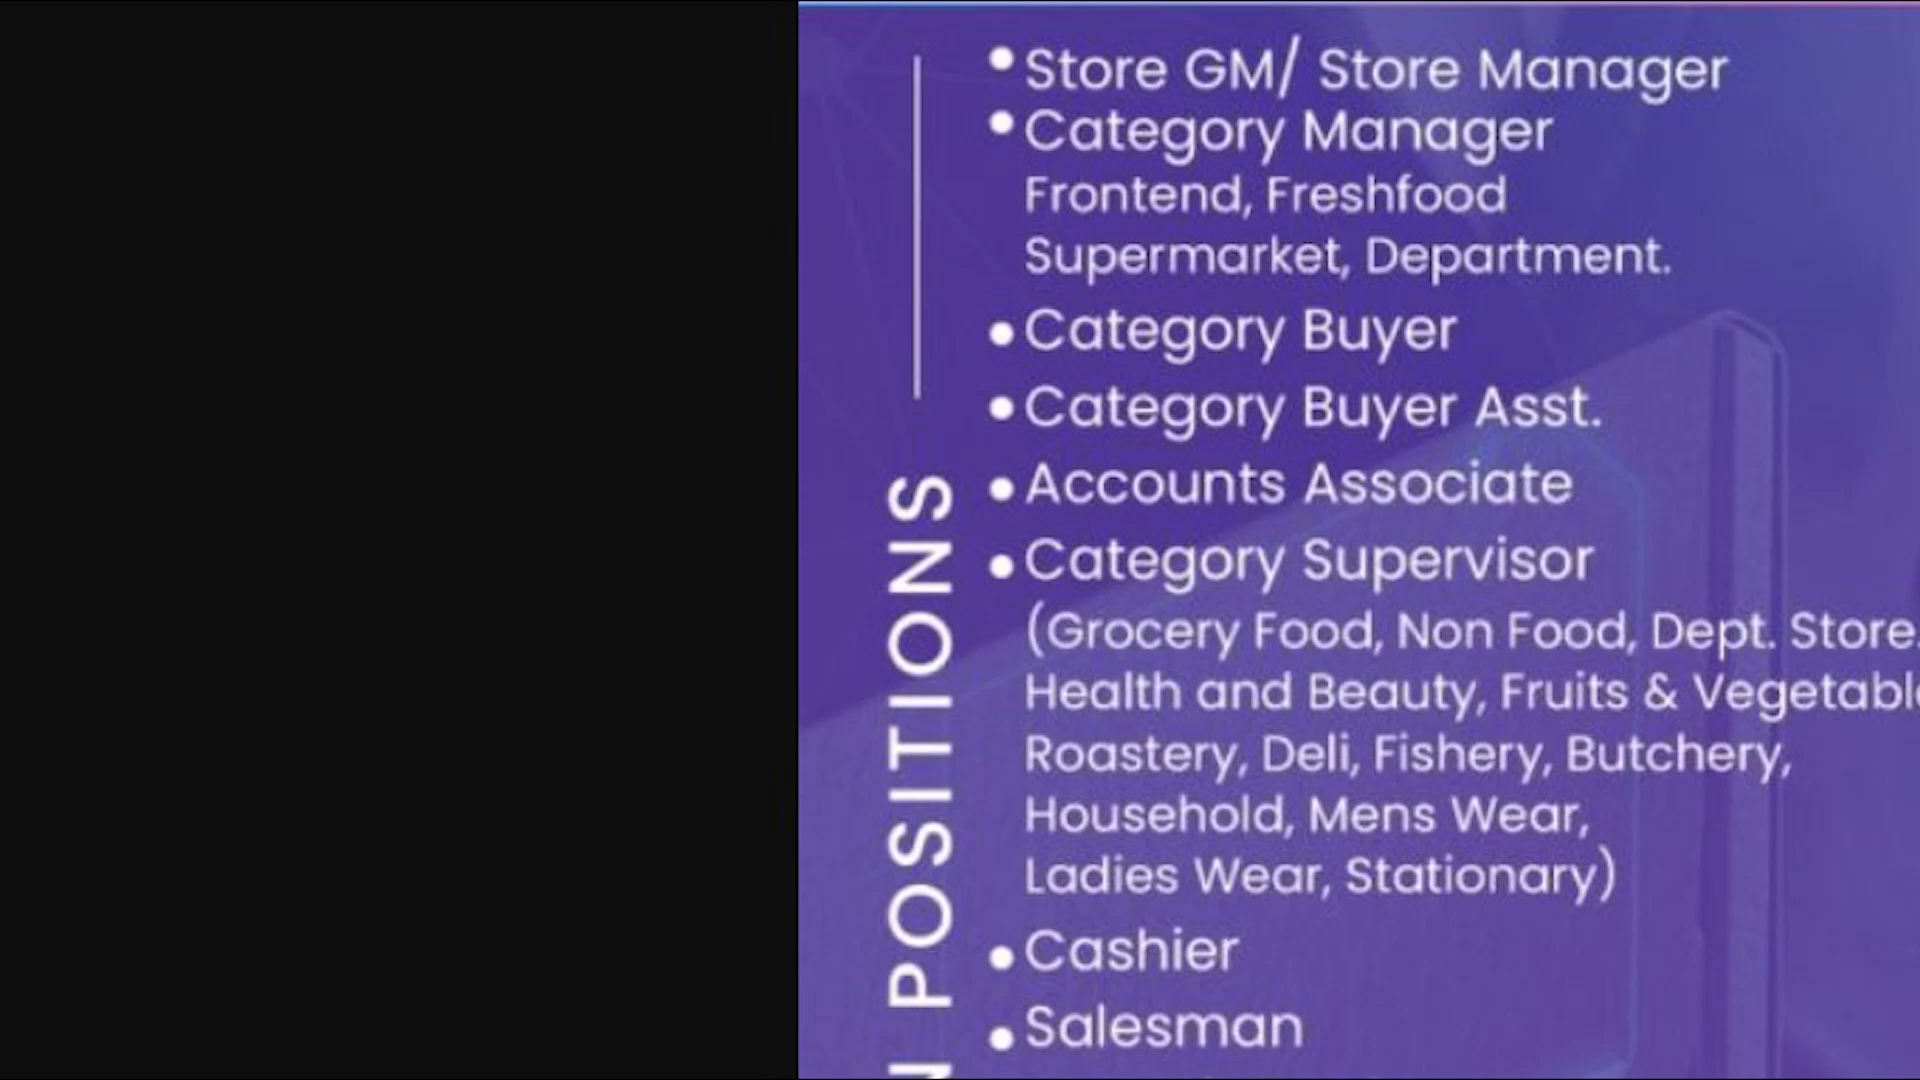 Store GM/ Store Manager
Category Manager
Frontend, Freshfood
Supermarket, Department.
Category Buyer
Category Buyer Asst.
Accounts Associate
Category Supervisor
(Grocery Food, Non Food, Dept. Store.
Health and Beauty, Fruits &
Roastery, Deli, Fishery, Butchery,
Household, Mens Wear,
Ladies Wear, Stationary)
Cashier
Salesman
POSITIONS